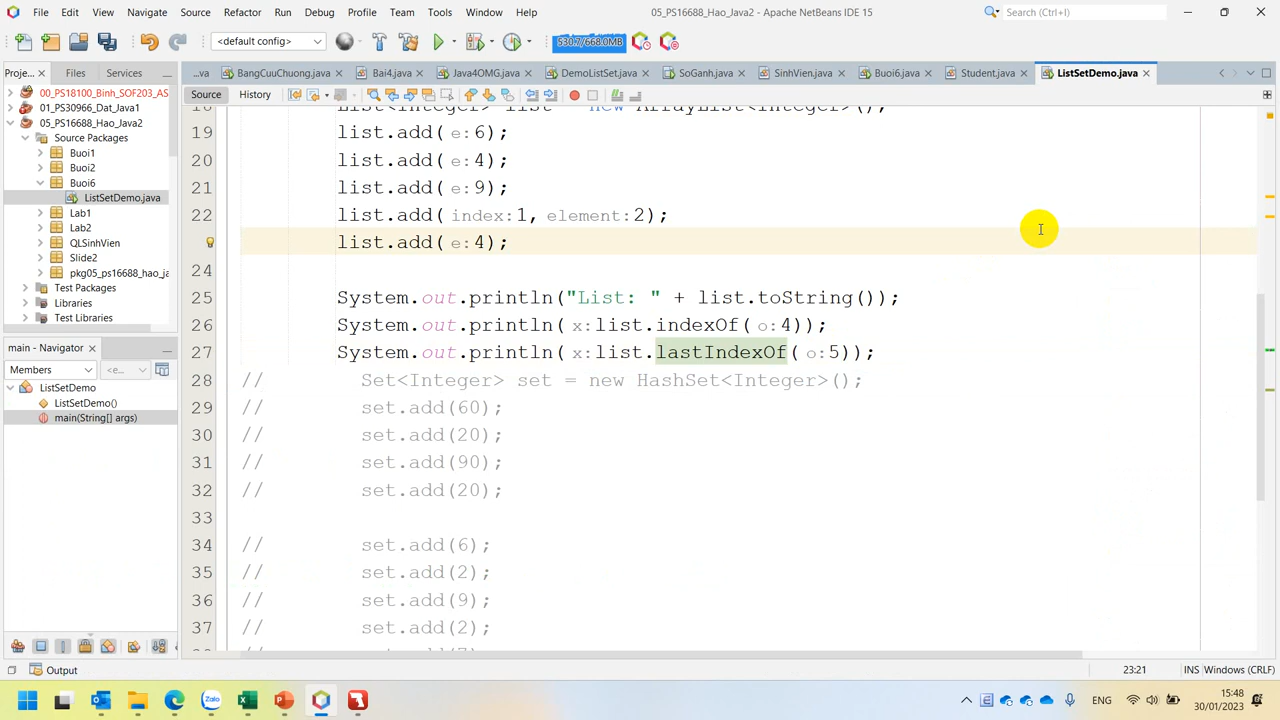 File Edit View Navigate Source Refactor Run Debug Profile Team Tools Window Help 05_PS16688_Hao_Java2 - Apache NetBeans IDE 15 Search (Ctrl+I)
<default config> 530.7/668.0MB
Proje... Files Services ...va BangCuuChuong.java Bai4.java Java4OMG.java DemoListSet.java SoGanh.java SinhVien.java Buoi6.java Student.java ListSetDemo.java
Source History
00_PS18100_Binh_SOF203_AS
01_PS30966_Dat_Java1
05_PS16688_Hao_Java2
Source Packages
Buoi1
Buoi2
Buoi6
ListSetDemo.java
Lab1
Lab2
QLSinhVien
Slide2
pkg05_ps16688_hao_ja
Test Packages
Libraries
Test Libraries
main - Navigator
Members <e...
ListSetDemo
ListSetDemo()
main(String[] args)
18 List<Integer> list = new ArrayList<Integer>();
19 list.add( e:6);
20 list.add( e:4);
21 list.add( e:9);
22 list.add( index:1, element:2);
list.add( e:4);
24
25 System.out.println("List: " + list.toString());
26 System.out.println( x:list.indexOf( o:4));
27 System.out.println( x:list.lastIndexOf( o:5));
28 // Set<Integer> set = new HashSet<Integer>();
29 // set.add(60);
30 // set.add(20);
31 // set.add(90);
32 // set.add(20);
33
34 // set.add(6);
35 // set.add(2);
36 // set.add(9);
37 // set.add(2);
Output 23:21 INS Windows (CRLF)
Zalo ENG 15:48
30/01/2023